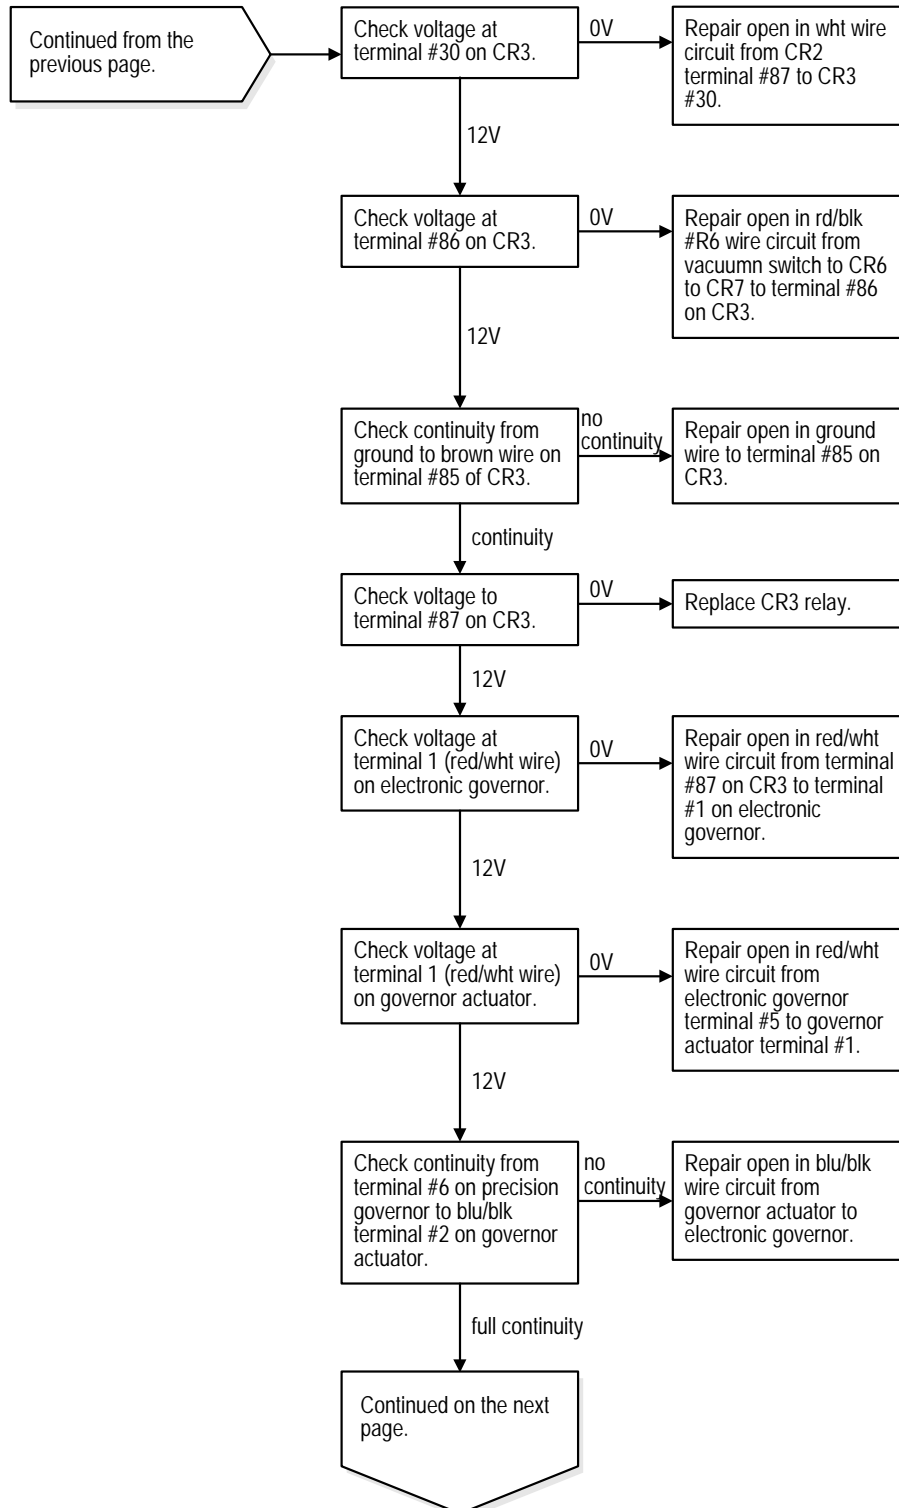 Continued from the
previous page.
Check voltage at
terminal #30 on CR3.
0V
Repair open in wht wire
circuit from CR2
terminal #87 to CR3
#30.
12V
Check voltage at
terminal #86 on CR3.
0V
Repair open in rd/blk
#R6 wire circuit from
vacuumn switch to CR6
to CR7 to terminal #86
on CR3.
12V
Check continuity from
ground to brown wire on
terminal #85 of CR3.
no
continuity
Repair open in ground
wire to terminal #85 on
CR3.
continuity
Check voltage to
terminal #87 on CR3.
0V
Replace CR3 relay.
12V
Check voltage at
terminal 1 (red/wht wire)
on electronic governor.
0V
Repair open in red/wht
wire circuit from terminal
#87 on CR3 to terminal
#1 on electronic
governor.
12V
Check voltage at
terminal 1 (red/wht wire)
on governor actuator.
0V
Repair open in red/wht
wire circuit from
electronic governor
terminal #5 to governor
actuator terminal #1.
12V
Check continuity from
terminal #6 on precision
governor to blu/blk
terminal #2 on governor
actuator.
no
continuity
Repair open in blu/blk
wire circuit from
governor actuator to
electronic governor.
full continuity
Continued on the next
page.